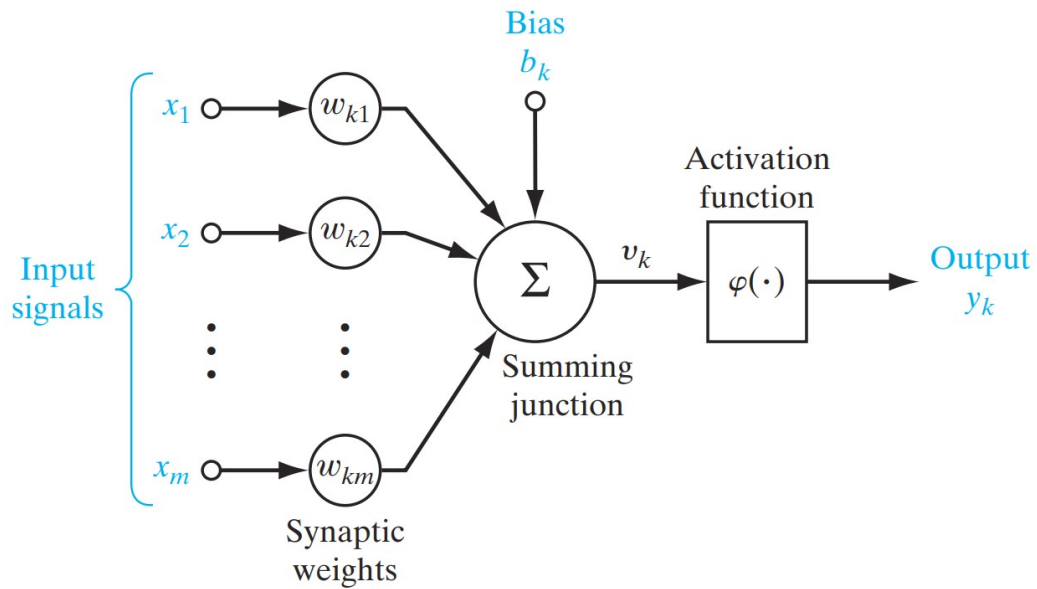 Bias
b_k
x_1
w_k1
Activation
function
x_2
w_k2
Input
signals
Σ
v_k
φ(·)
Output
y_k
Summing
junction
x_m
w_km
Synaptic
weights